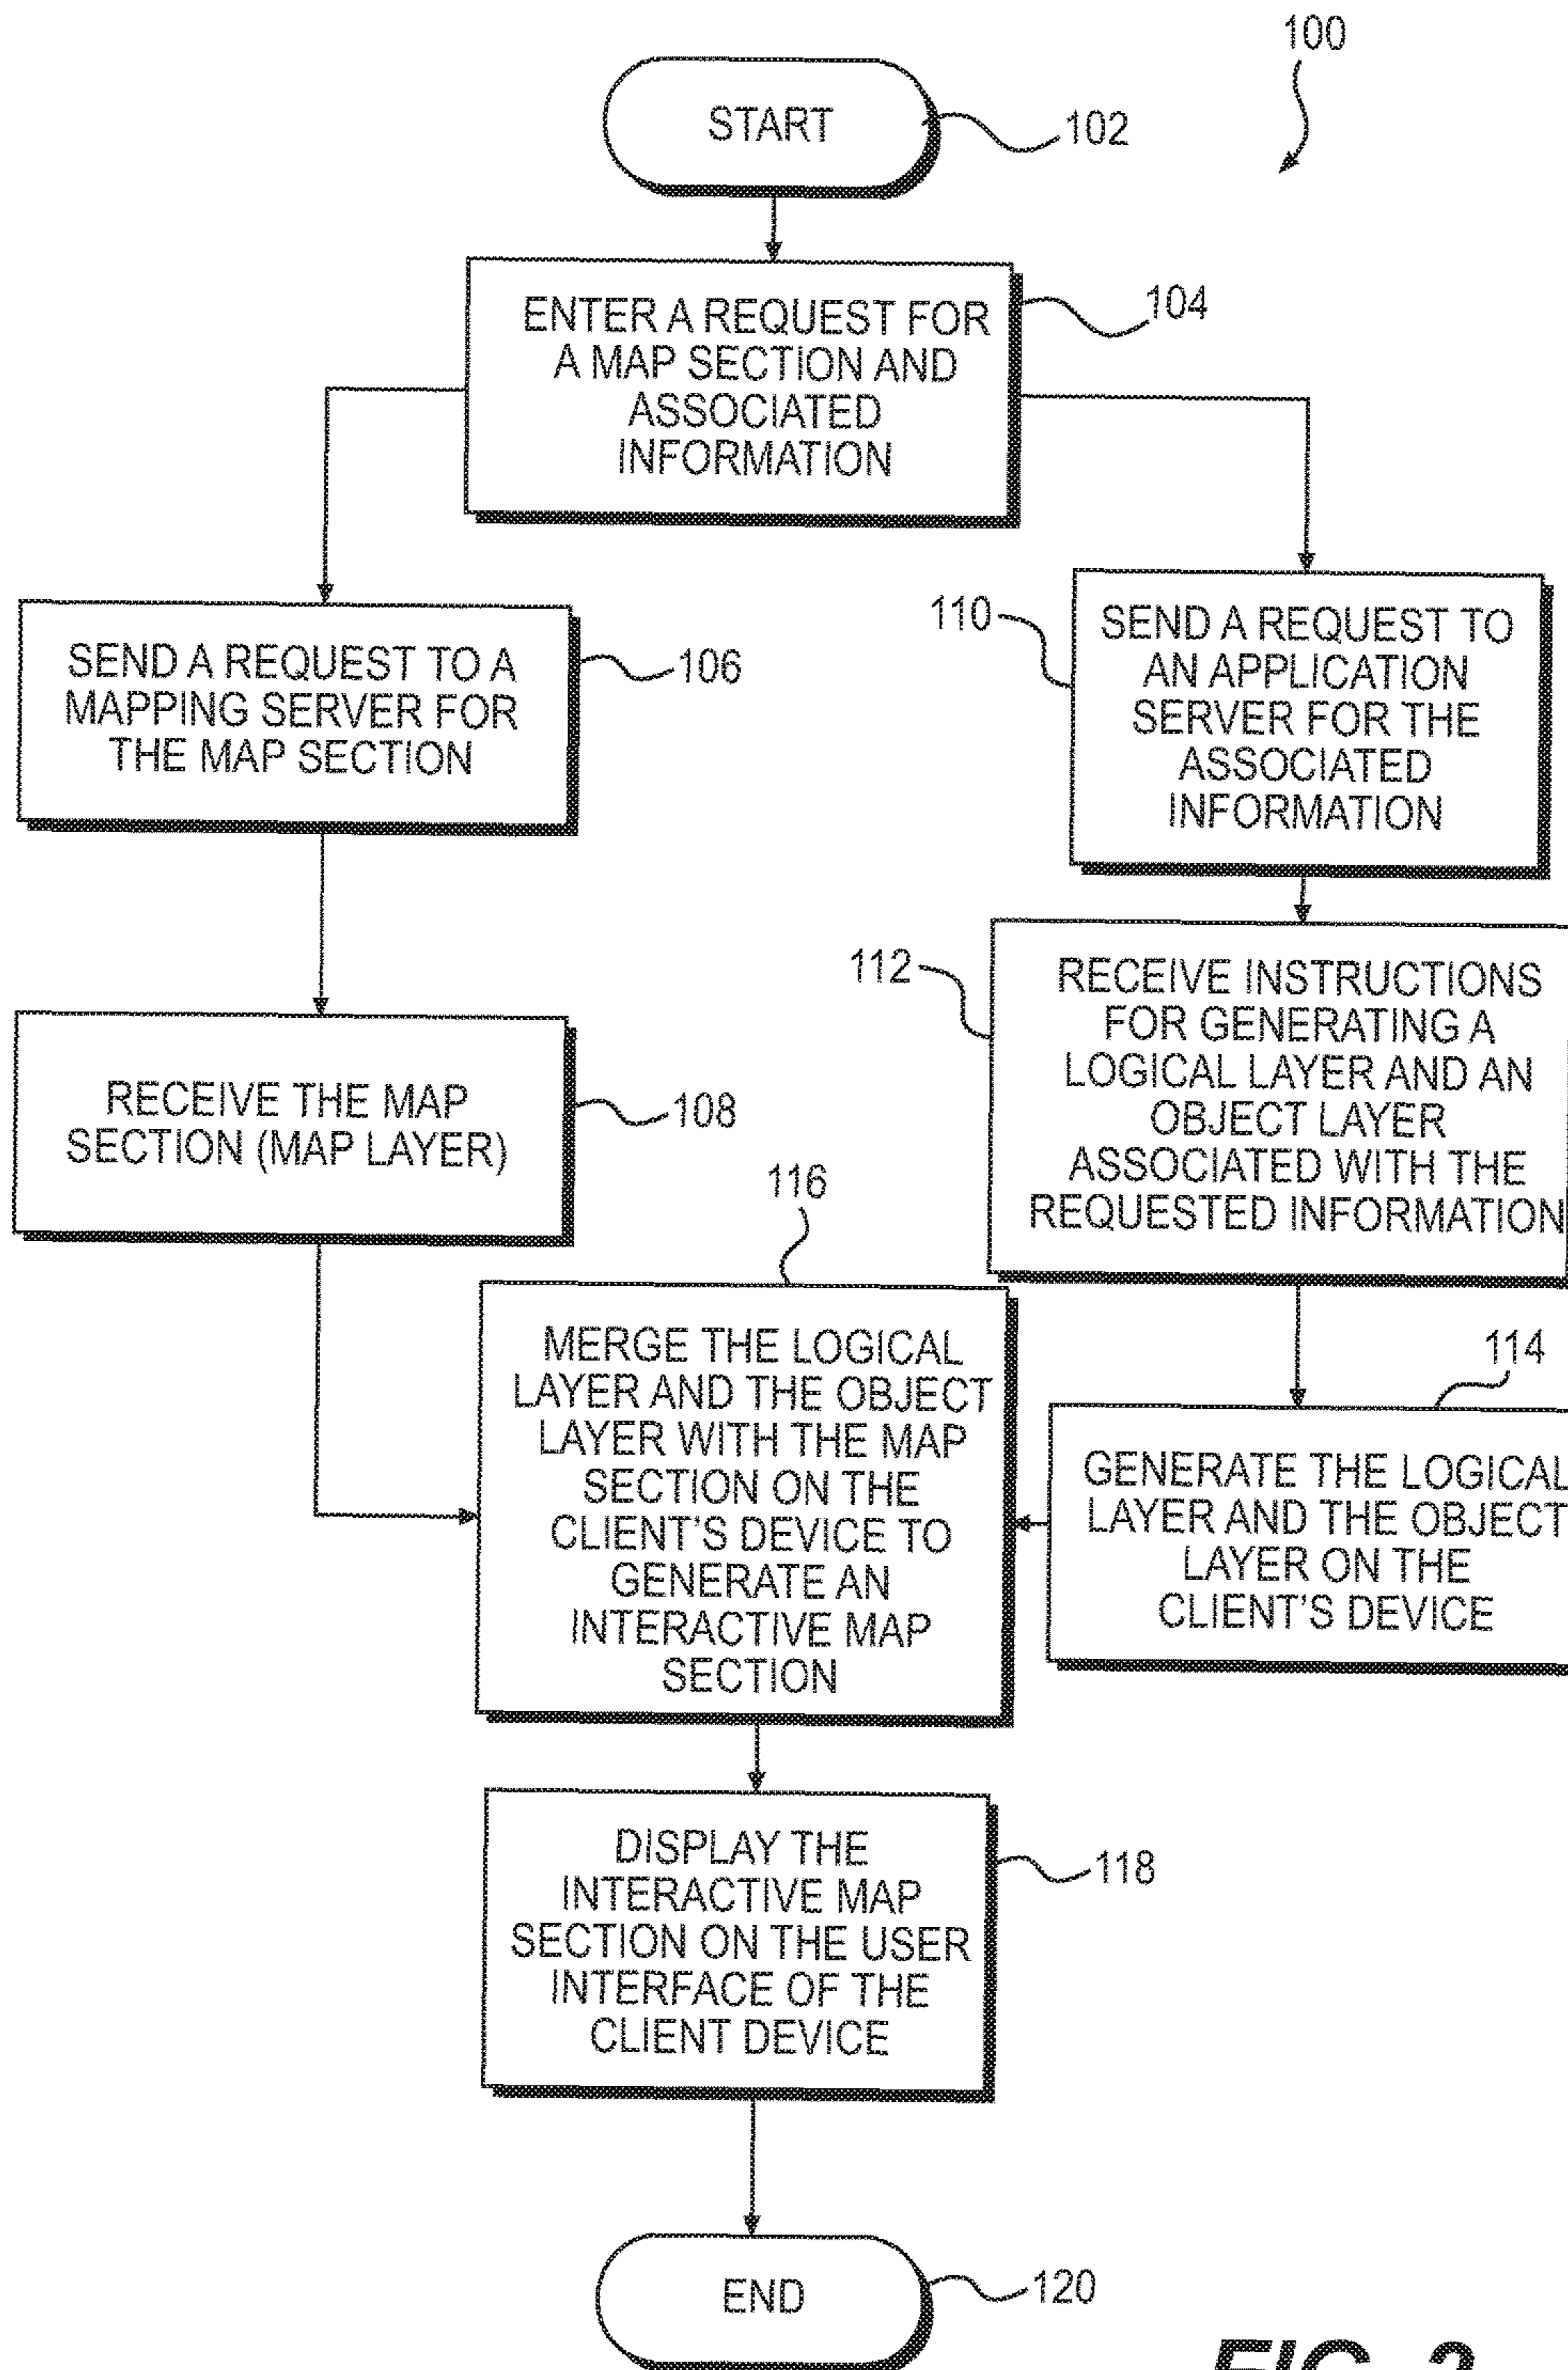 100
START
102
ENTER A REQUEST FOR
A MAP SECTION AND
ASSOCIATED
INFORMATION
104
SEND A REQUEST TO A
MAPPING SERVER FOR
THE MAP SECTION
106
110
SEND A REQUEST TO
AN APPLICATION
SERVER FOR THE
ASSOCIATED
INFORMATION
RECEIVE THE MAP
SECTION (MAP LAYER)
108
112
RECEIVE INSTRUCTIONS
FOR GENERATING A
LOGICAL LAYER AND AN
OBJECT LAYER
ASSOCIATED WITH THE
REQUESTED INFORMATION
116
MERGE THE LOGICAL
LAYER AND THE OBJECT
LAYER WITH THE MAP
SECTION ON THE
CLIENT'S DEVICE TO
GENERATE AN
INTERACTIVE MAP
SECTION
114
GENERATE THE LOGICAL
LAYER AND THE OBJECT
LAYER ON THE
CLIENT'S DEVICE
DISPLAY THE
INTERACTIVE MAP
SECTION ON THE USER
INTERFACE OF THE
CLIENT DEVICE
118
END
120
FIG. 2